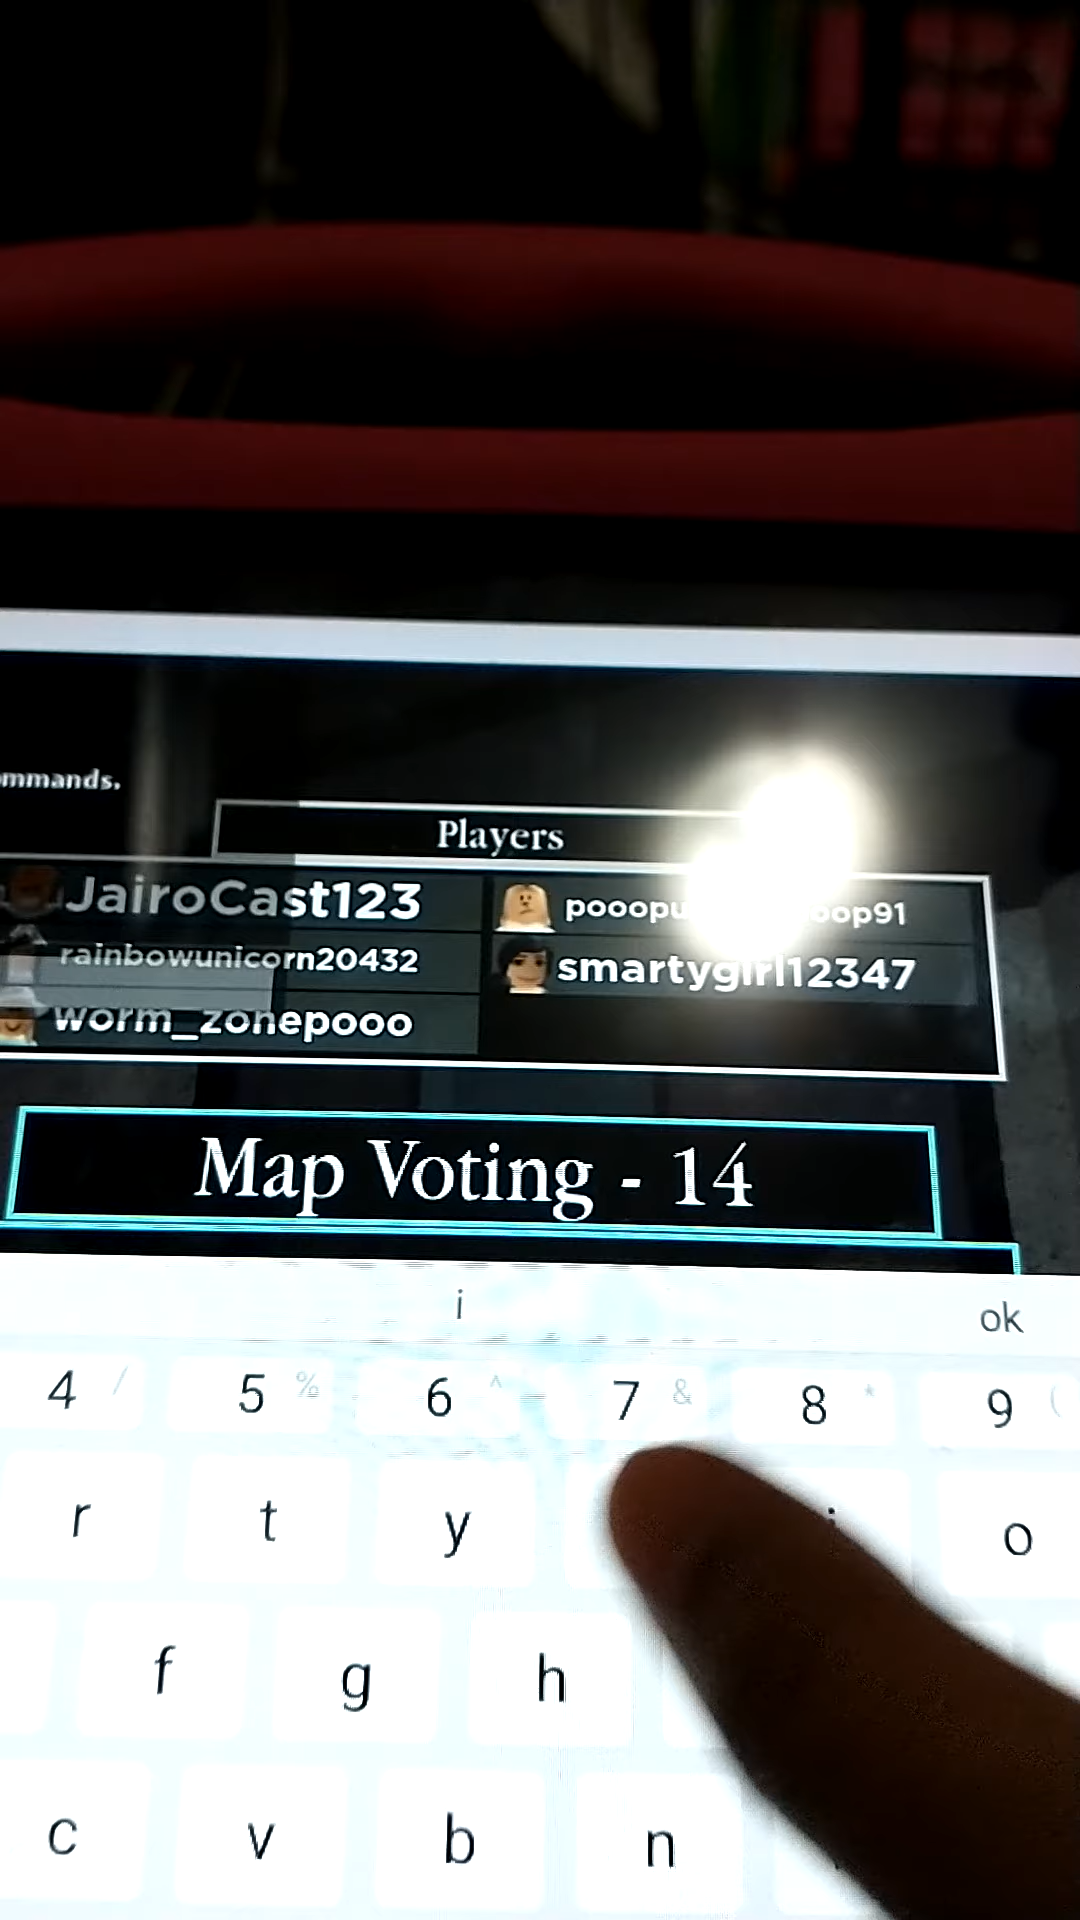 mmands.
Players
JairoCast123
rainbowunicorn20432
worm_zonepooo
smartygirl12347
Map Voting - 14
i ok
4 / 5 % 6 ^ 7 & 8 * 9 (
r t y o
f g h
c v b n